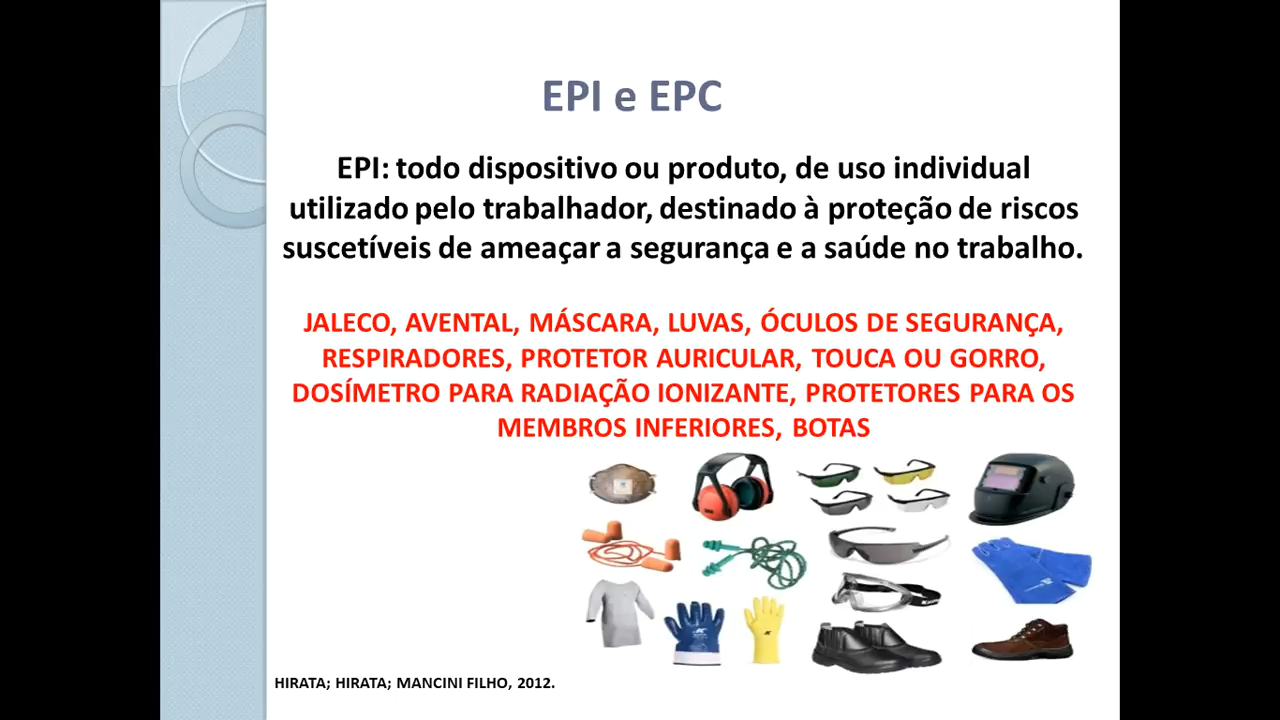 EPI e EPC
EPI: todo dispositivo ou produto, de uso individual
utilizado pelo trabalhador, destinado à proteção de riscos
suscetíveis de ameaçar a segurança e a saúde no trabalho.
JALECO, AVENTAL, MÁSCARA, LUVAS, ÓCULOS DE SEGURANÇA,
RESPIRADORES, PROTETOR AURICULAR, TOUCA OU GORRO,
DOSÍMETRO PARA RADIAÇÃO IONIZANTE, PROTETORES PARA OS
MEMBROS INFERIORES, BOTAS
HIRATA; HIRATA; MANCINI FILHO, 2012.